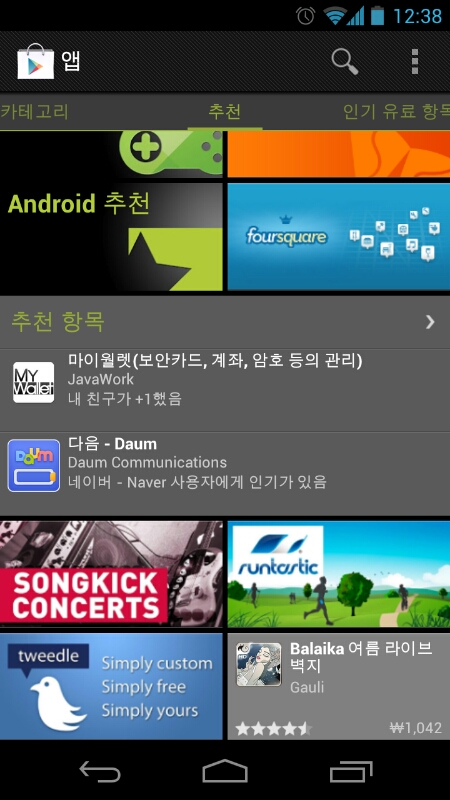 12:38
앱
카테고리
추천
인기 유료 항목
Android 추천
foursquare
추천 항목
MY
Wallet
마이월렛(보안카드, 계좌, 암호 등의 관리)
JavaWork
내 친구가 +1했음
Daum
다음 - Daum
Daum Communications
네이버 - Naver 사용자에게 인기가 있음
SONGKICK
CONCERTS
runtastic
tweedle
Simply custom
Simply free
Simply yours
Balaika 여름 라이브
벽지
Gauli
₩1,042